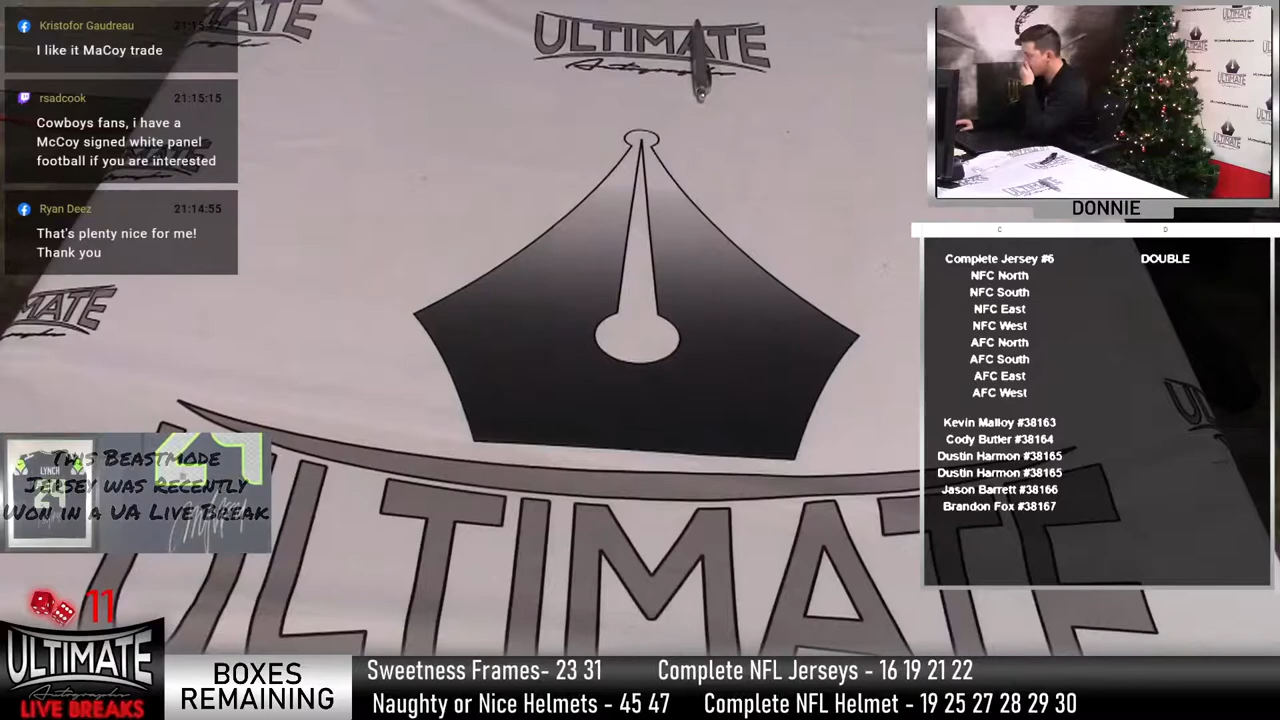 Kristofor Gaudreau
I like it MaCoy trade
rsadcook 21:15:15
Cowboys fans, i have a
McCoy signed white panel
football if you are interested
Ryan Deez 21:14:55
That's plenty nice for me!
Thank you
ULTIMATE
Autographs
DONNIE
C D
Complete Jersey #6 DOUBLE
NFC North
NFC South
NFC East
NFC West
AFC North
AFC South
AFC East
AFC West
Kevin Malloy #38163
Cody Butler #38164
Dustin Harmon #38165
Dustin Harmon #38165
Jason Barrett #38166
Brandon Fox #38167
LYNCH
This Beastmode
Jersey was Recently
Won in a UA Live Break
ULTIMATE
11
ULTIMATE
Autographs
LIVE BREAKS
BOXES
REMAINING
Sweetness Frames- 23 31 Complete NFL Jerseys - 16 19 21 22
Naughty or Nice Helmets - 45 47 Complete NFL Helmet - 19 25 27 28 29 30